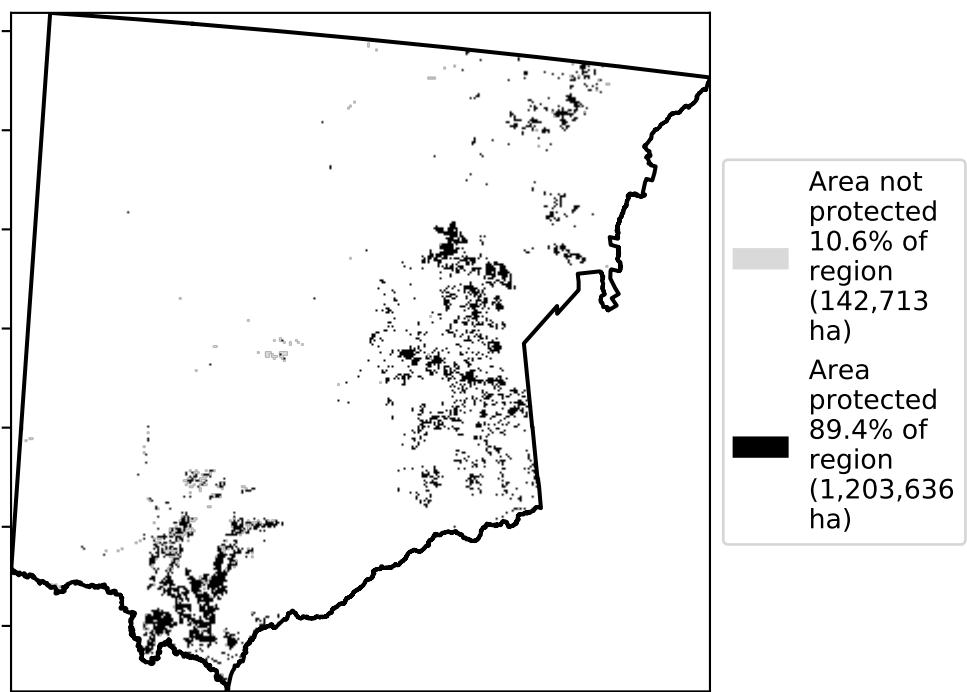 Area not
protected
10.6% of
region
(142,713
ha)
Area
protected
89.4% of
region
(1,203,636
ha)